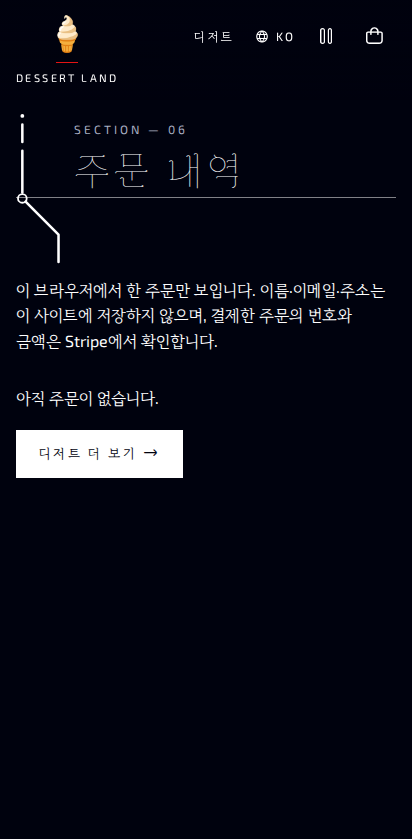 디저트
KO
DESSERT LAND
SECTION — 06
주문 내역
이 브라우저에서 한 주문만 보입니다. 이름·이메일·주소는
이 사이트에 저장하지 않으며, 결제한 주문의 번호와
금액은 Stripe에서 확인합니다.
아직 주문이 없습니다.
디저트 더 보기 →